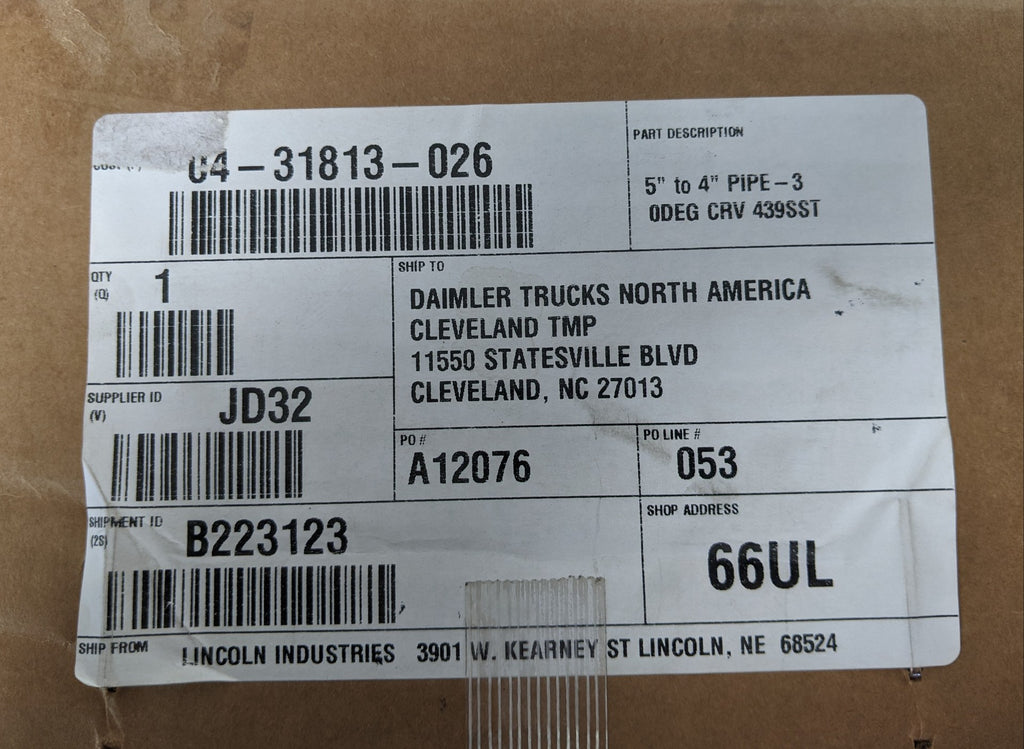 04-31813-026
PART DESCRIPTION
5" to 4" PIPE-3
0DEG CRV 439SST
QTY
(Q)
1
SHIP TO
DAIMLER TRUCKS NORTH AMERICA
CLEVELAND TMP
11550 STATESVILLE BLVD
CLEVELAND, NC 27013
SUPPLIER ID
(V)
JD32
PO #
A12076
PO LINE #
053
SHIPMENT ID
(2S)
B223123
SHOP ADDRESS
66UL
SHIP FROM
LINCOLN INDUSTRIES 3901 W. KEARNEY ST LINCOLN, NE 68524